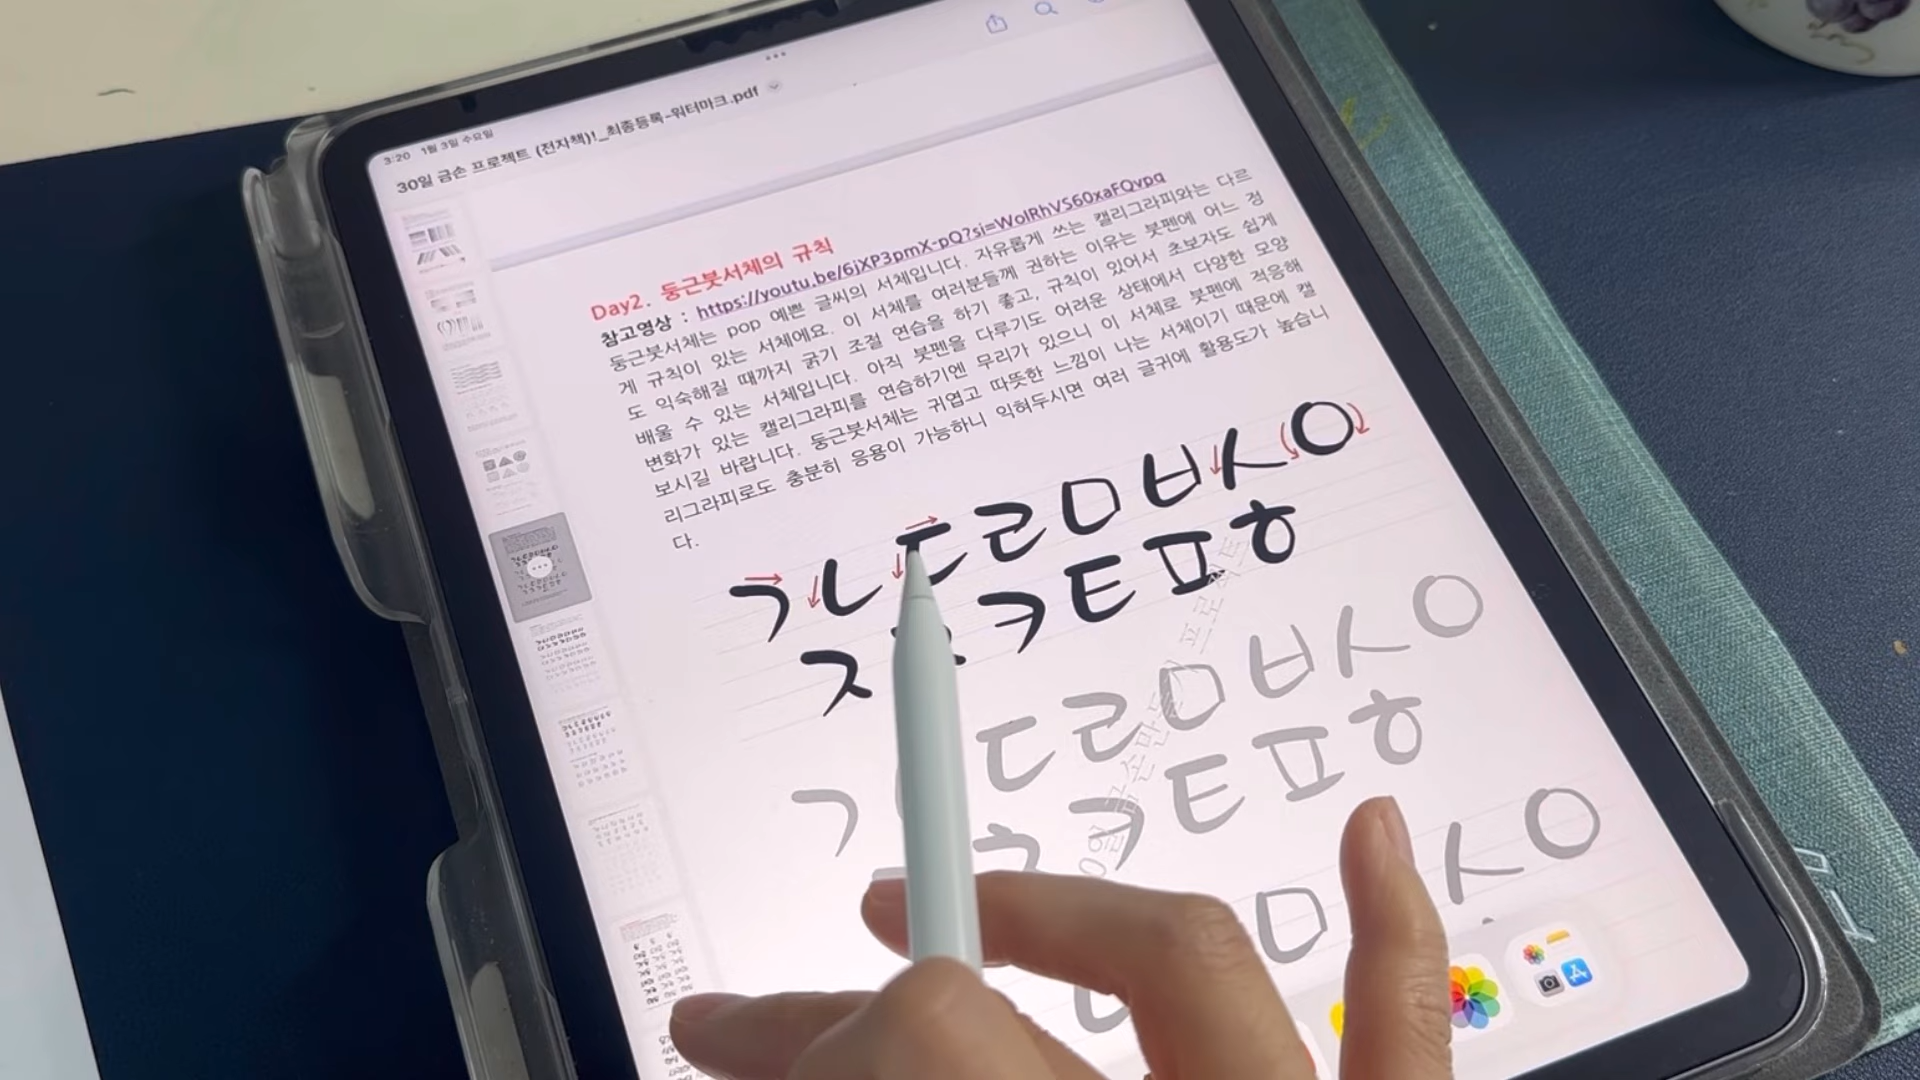 3:20 1월 3일 수요일
30일 금손 프로젝트 (전자책)!_최종등록-워터마크.pdf
Day2. 둥근붓서체의 규칙
참고영상 : https://youtu.be/6jXP3pmX-pQ?si=WolRhVS60xaFQvpq
둥근붓서체는 pop 예쁜 글씨의 서체입니다. 자유롭게 쓰는 캘리그라피와는 다르
게 규칙이 있는 서체에요. 이 서체를 여러분들께 권하는 이유는 붓펜에 어느 정
도 익숙해질 때까지 굵기 조절 연습을 하기 좋고, 규칙이 있어서 초보자도 쉽게
배울 수 있는 서체입니다. 아직 붓펜을 다루기도 어려운 상태에서 다양한 모양
변화가 있는 캘리그라피를 연습하기엔 무리가 있으니 이 서체로 붓펜에 적응해
보시길 바랍니다. 둥근붓서체는 귀엽고 따뜻한 느낌이 나는 서체이기 때문에 캘
리그라피로도 충분히 응용이 가능하니 익혀두시면 여러 글귀에 활용도가 높습니
다.
ㄱㄴㄷㄹㅁㅂㅅㅇ
ㅈㅋㅌㅍㅎ
ㄱㄷㄹㅁㅂㅅㅇ
ㅊㅋㅌㅍㅎ
ㅁㅅㅇ